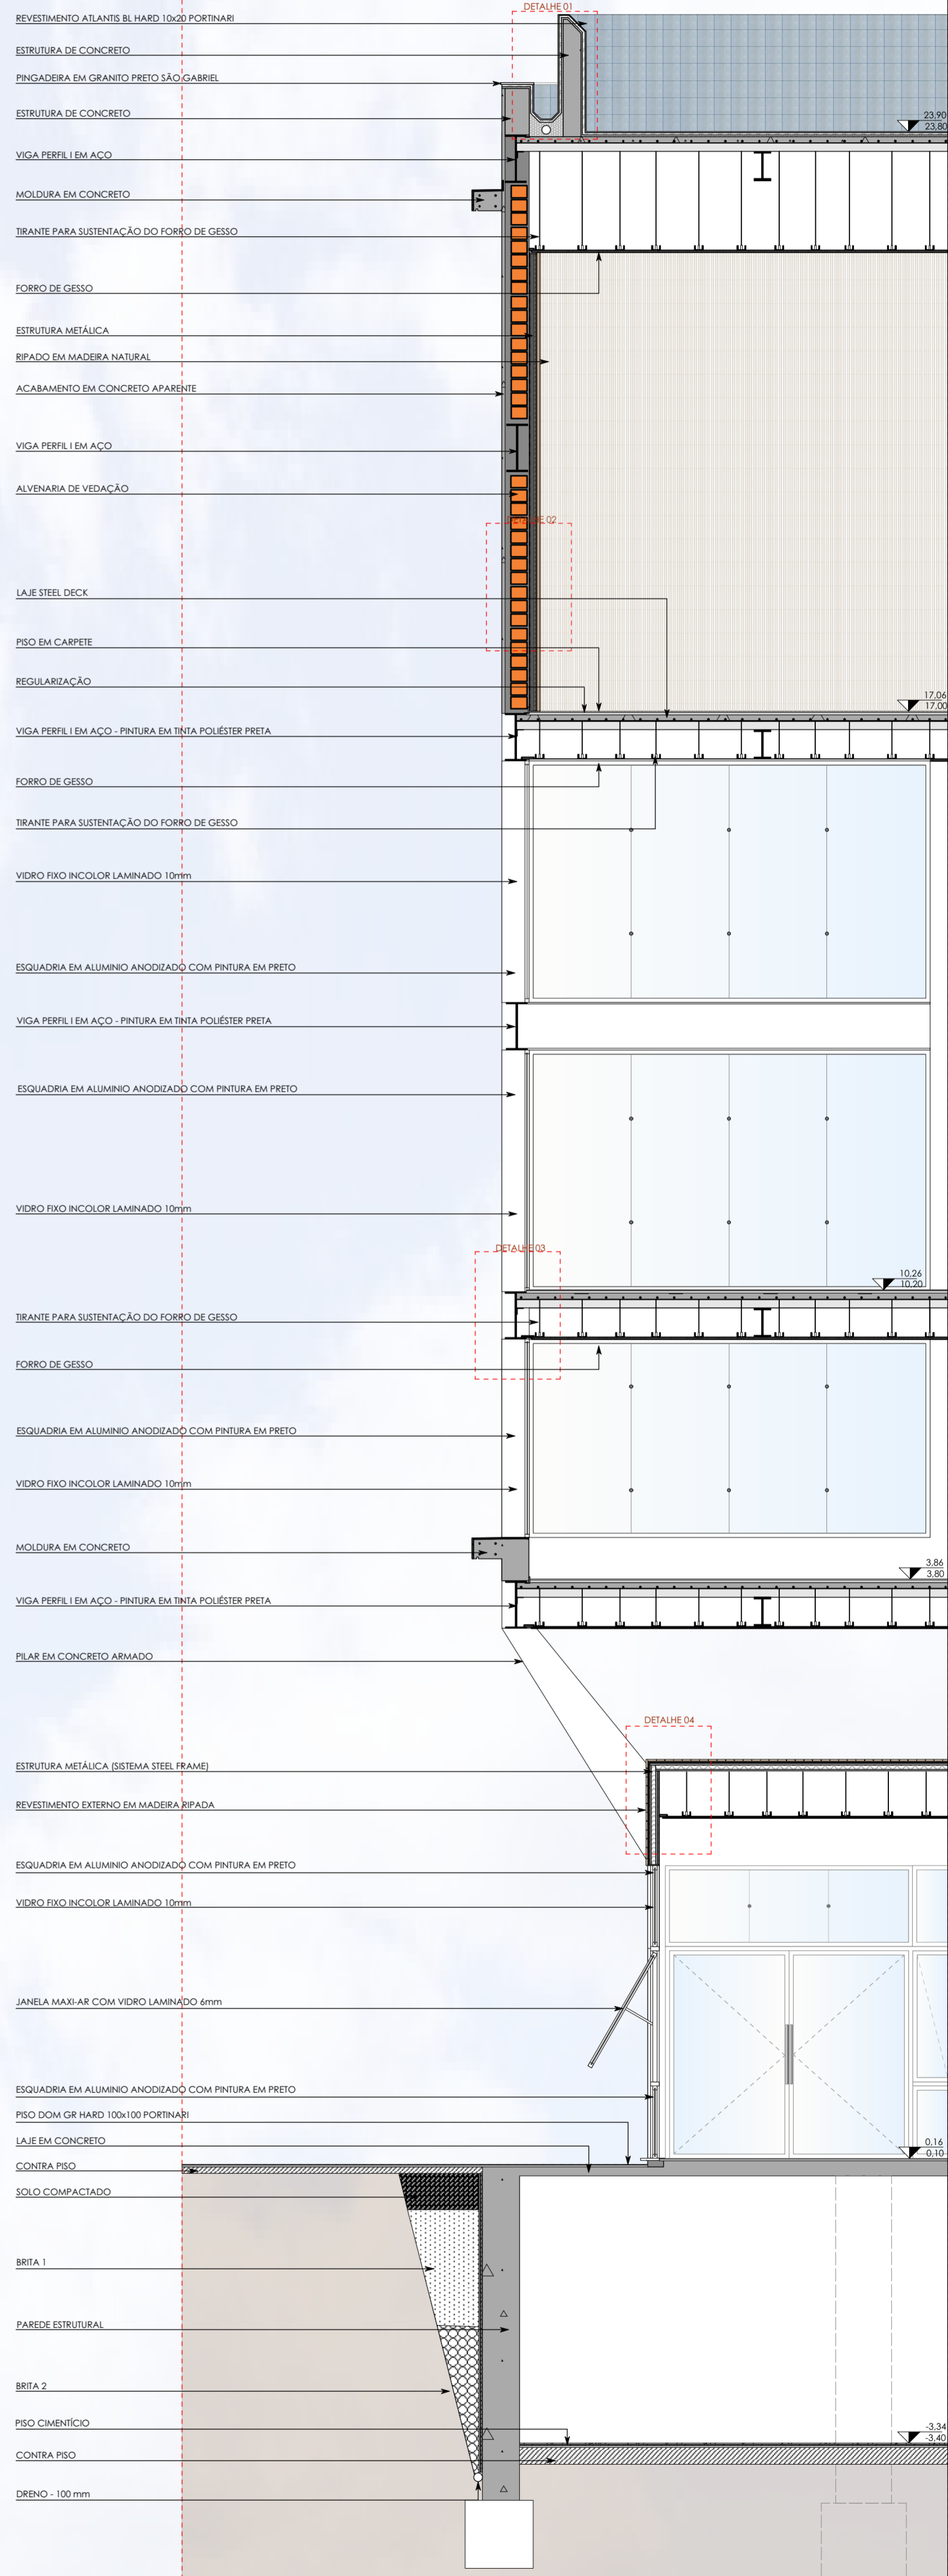 DETALHE 01
REVESTIMENTO ATLANTIS BL HARD 10x20 PORTINARI
ESTRUTURA DE CONCRETO
PINGADEIRA EM GRANITO PRETO SÃO GABRIEL
ESTRUTURA DE CONCRETO
23,90
23,80
VIGA PERFIL I EM AÇO
MOLDURA EM CONCRETO
TIRANTE PARA SUSTENTAÇÃO DO FORRO DE GESSO
FORRO DE GESSO
ESTRUTURA METÁLICA
RIPADO EM MADEIRA NATURAL
ACABAMENTO EM CONCRETO APARENTE
VIGA PERFIL I EM AÇO
ALVENARIA DE VEDAÇÃO
DETALHE 02
LAJE STEEL DECK
PISO EM CARPETE
REGULARIZAÇÃO
17,06
17,00
VIGA PERFIL I EM AÇO - PINTURA EM TINTA POLIÉSTER PRETA
FORRO DE GESSO
TIRANTE PARA SUSTENTAÇÃO DO FORRO DE GESSO
VIDRO FIXO INCOLOR LAMINADO 10mm
ESQUADRIA EM ALUMINIO ANODIZADO COM PINTURA EM PRETO
VIGA PERFIL I EM AÇO - PINTURA EM TINTA POLIÉSTER PRETA
ESQUADRIA EM ALUMINIO ANODIZADO COM PINTURA EM PRETO
VIDRO FIXO INCOLOR LAMINADO 10mm
DETALHE 03
10,26
10,20
TIRANTE PARA SUSTENTAÇÃO DO FORRO DE GESSO
FORRO DE GESSO
ESQUADRIA EM ALUMINIO ANODIZADO COM PINTURA EM PRETO
VIDRO FIXO INCOLOR LAMINADO 10mm
MOLDURA EM CONCRETO
3,86
3,80
VIGA PERFIL I EM AÇO - PINTURA EM TINTA POLIÉSTER PRETA
PILAR EM CONCRETO ARMADO
DETALHE 04
ESTRUTURA METÁLICA (SISTEMA STEEL FRAME)
REVESTIMENTO EXTERNO EM MADEIRA RIPADA
ESQUADRIA EM ALUMINIO ANODIZADO COM PINTURA EM PRETO
VIDRO FIXO INCOLOR LAMINADO 10mm
JANELA MAXI-AR COM VIDRO LAMINADO 6mm
ESQUADRIA EM ALUMINIO ANODIZADO COM PINTURA EM PRETO
PISO DOM GR HARD 100x100 PORTINARI
LAJE EM CONCRETO
0,16
0,10
CONTRA PISO
SOLO COMPACTADO
BRITA 1
PAREDE ESTRUTURAL
BRITA 2
PISO CIMENTÍCIO
-3,34
-3,40
CONTRA PISO
DRENO - 100 mm